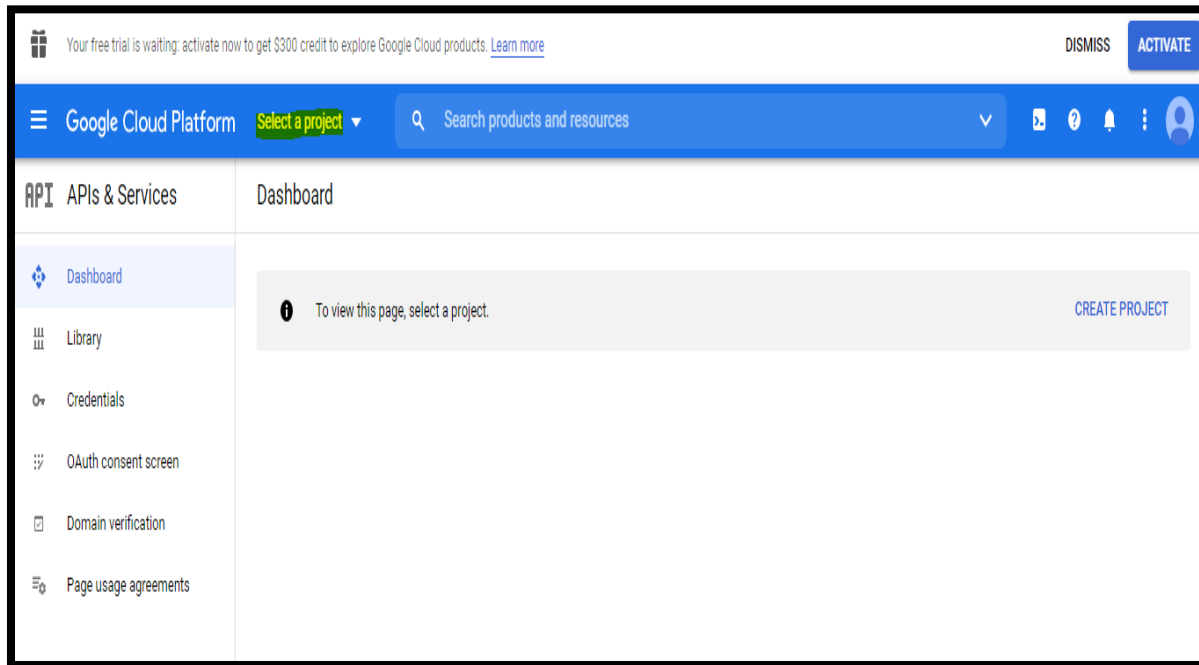 Your free trial is waiting: activate now to get $300 credit to explore Google Cloud products. Learn more
DISMISS
ACTIVATE
Google Cloud Platform
Select a project
Search products and resources
API APIs & Services
Dashboard
Dashboard
Library
Credentials
OAuth consent screen
Domain verification
Page usage agreements
To view this page, select a project.
CREATE PROJECT